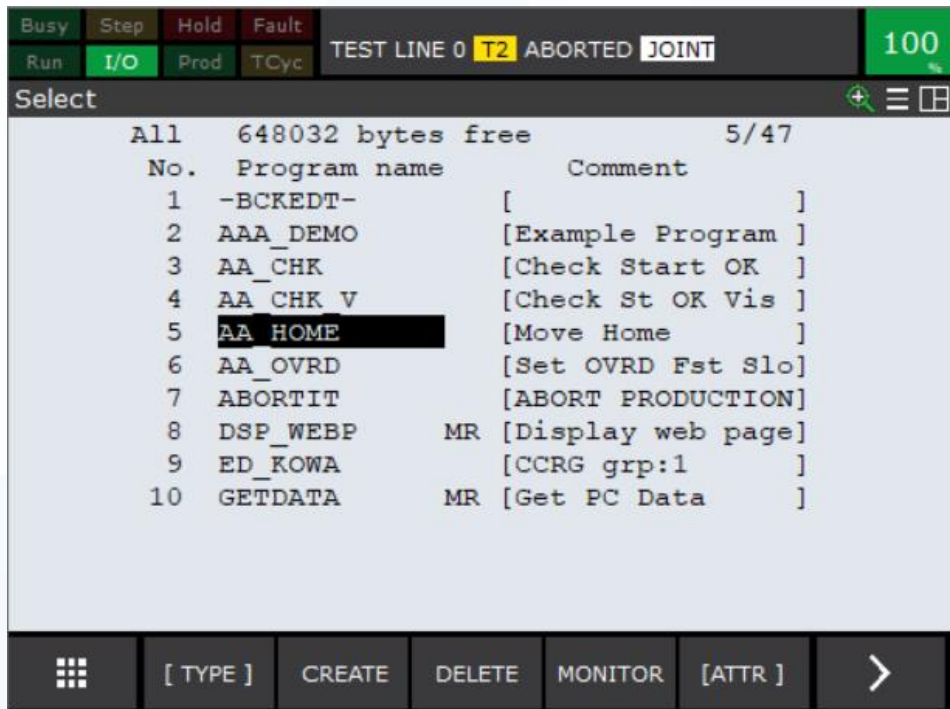 Busy Step Hold Fault
Run I/O Prod TCyc
TEST LINE 0 T2 ABORTED JOINT
100
%
Select
All 648032 bytes free 5/47
No. Program name Comment
1 -BCKEDT- [ ]
2 AAA_DEMO [Example Program ]
3 AA_CHK [Check Start OK ]
4 AA_CHK_V [Check St OK Vis ]
5 AA_HOME [Move Home ]
6 AA_OVRD [Set OVRD Fst Slo]
7 ABORTIT [ABORT PRODUCTION]
8 DSP_WEBP MR [Display web page]
9 ED_KOWA [CCRG grp:1 ]
10 GETDATA MR [Get PC Data ]
[ TYPE ] CREATE DELETE MONITOR [ATTR ]